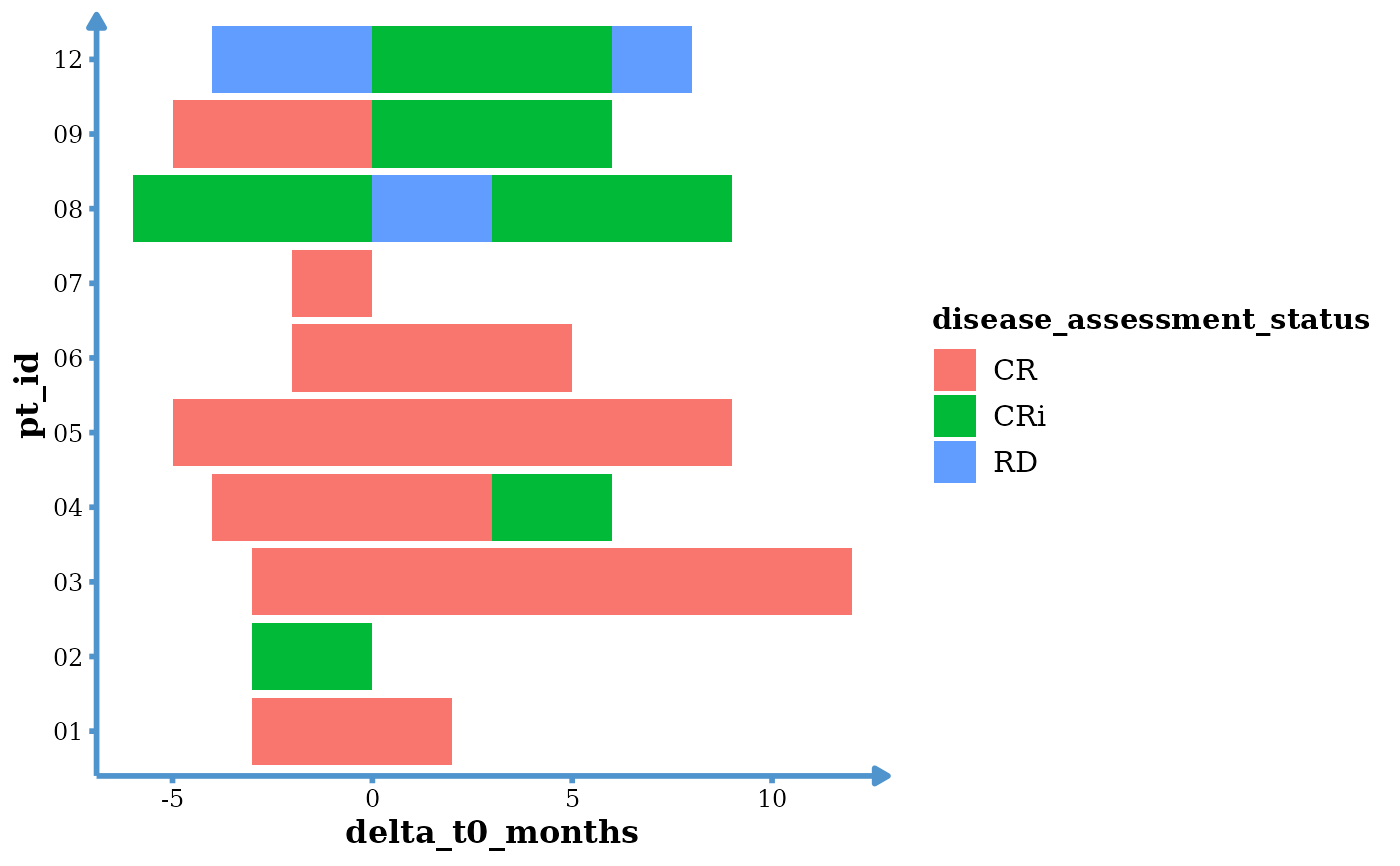 12
09
08
07
06
05
04
03
02
01
pt_id
-5
0
5
10
delta_t0_months
disease_assessment_status
CR
CRi
RD